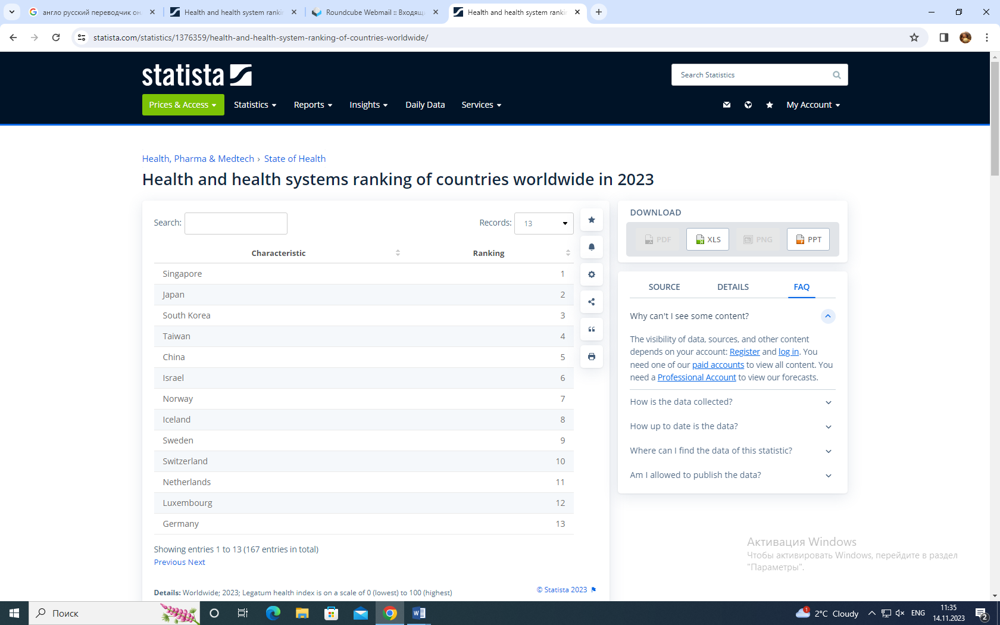 англо русский переводчик он
Health and health system rankin
Roundcube Webmail :: Входящи
Health and health system rankin
statista.com/statistics/1376359/health-and-health-system-ranking-of-countries-worldwide/
statista
Search Statistics
Prices & Access
Statistics
Reports
Insights
Daily Data
Services
My Account
Health, Pharma & Medtech › State of Health
Health and health systems ranking of countries worldwide in 2023
Search:
Records: 13
Characteristic Ranking
Singapore 1
Japan 2
South Korea 3
Taiwan 4
China 5
Israel 6
Norway 7
Iceland 8
Sweden 9
Switzerland 10
Netherlands 11
Luxembourg 12
Germany 13
Showing entries 1 to 13 (167 entries in total)
Previous Next
Details: Worldwide; 2023; Legatum health index is on a scale of 0 (lowest) to 100 (highest)
© Statista 2023
DOWNLOAD
PDF XLS PNG PPT
SOURCE DETAILS FAQ
Why can't I see some content?
The visibility of data, sources, and other content
depends on your account: Register and log in. You
need one of our paid accounts to view all content. You
need a Professional Account to view our forecasts.
How is the data collected?
How up to date is the data?
Where can I find the data of this statistic?
Am I allowed to publish the data?
Активация Windows
Чтобы активировать Windows, перейдите в раздел
"Параметры".
Поиск
1
2°C Cloudy
ENG
11:35
14.11.2023
2